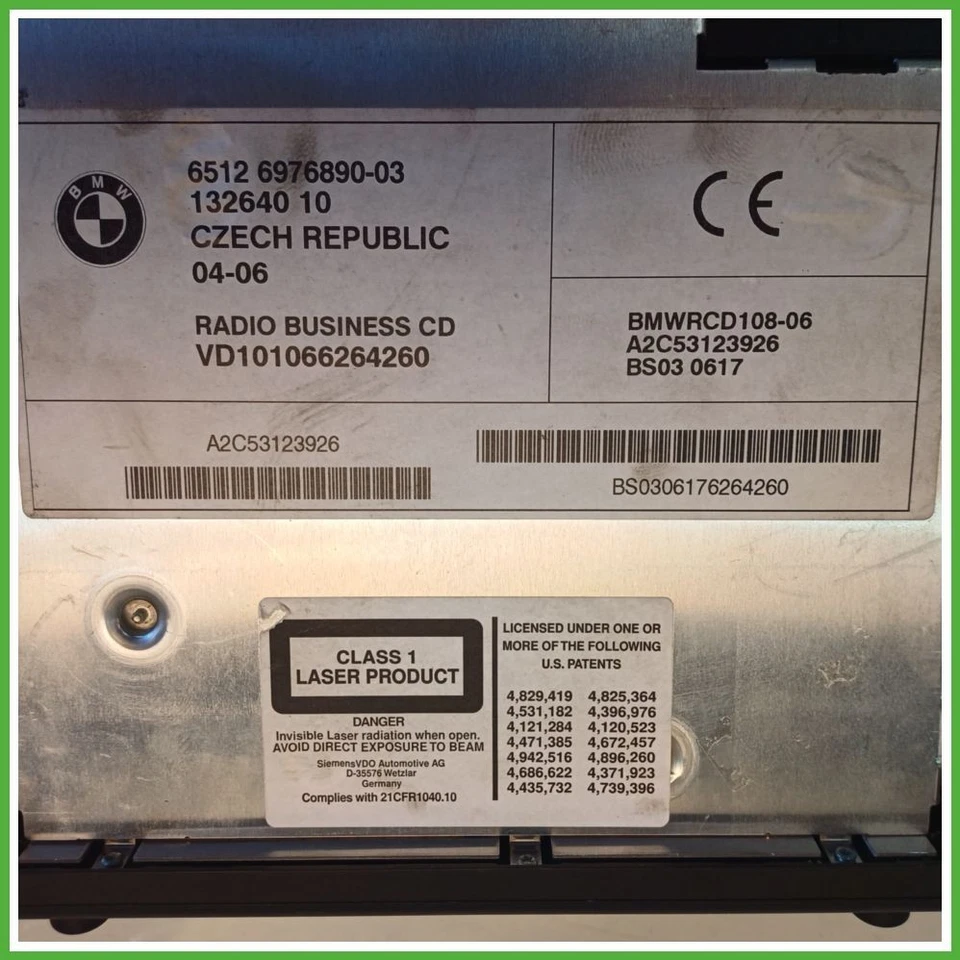 BMW
6512 6976890-03
132640 10
CZECH REPUBLIC
04-06
RADIO BUSINESS CD
VD101066264260
CE
BMWRCD108-06
A2C53123926
BS03 0617
A2C53123926
BS0306176264260
CLASS 1
LASER PRODUCT
DANGER
Invisible Laser radiation when open.
AVOID DIRECT EXPOSURE TO BEAM
SiemensVDO Automotive AG
D-35576 Wetzlar
Germany
Complies with 21CFR1040.10
LICENSED UNDER ONE OR
MORE OF THE FOLLOWING
U.S. PATENTS
4,829,419 4,825,364
4,531,182 4,396,976
4,121,284 4,120,523
4,471,385 4,672,457
4,942,516 4,896,260
4,686,622 4,371,923
4,435,732 4,739,396